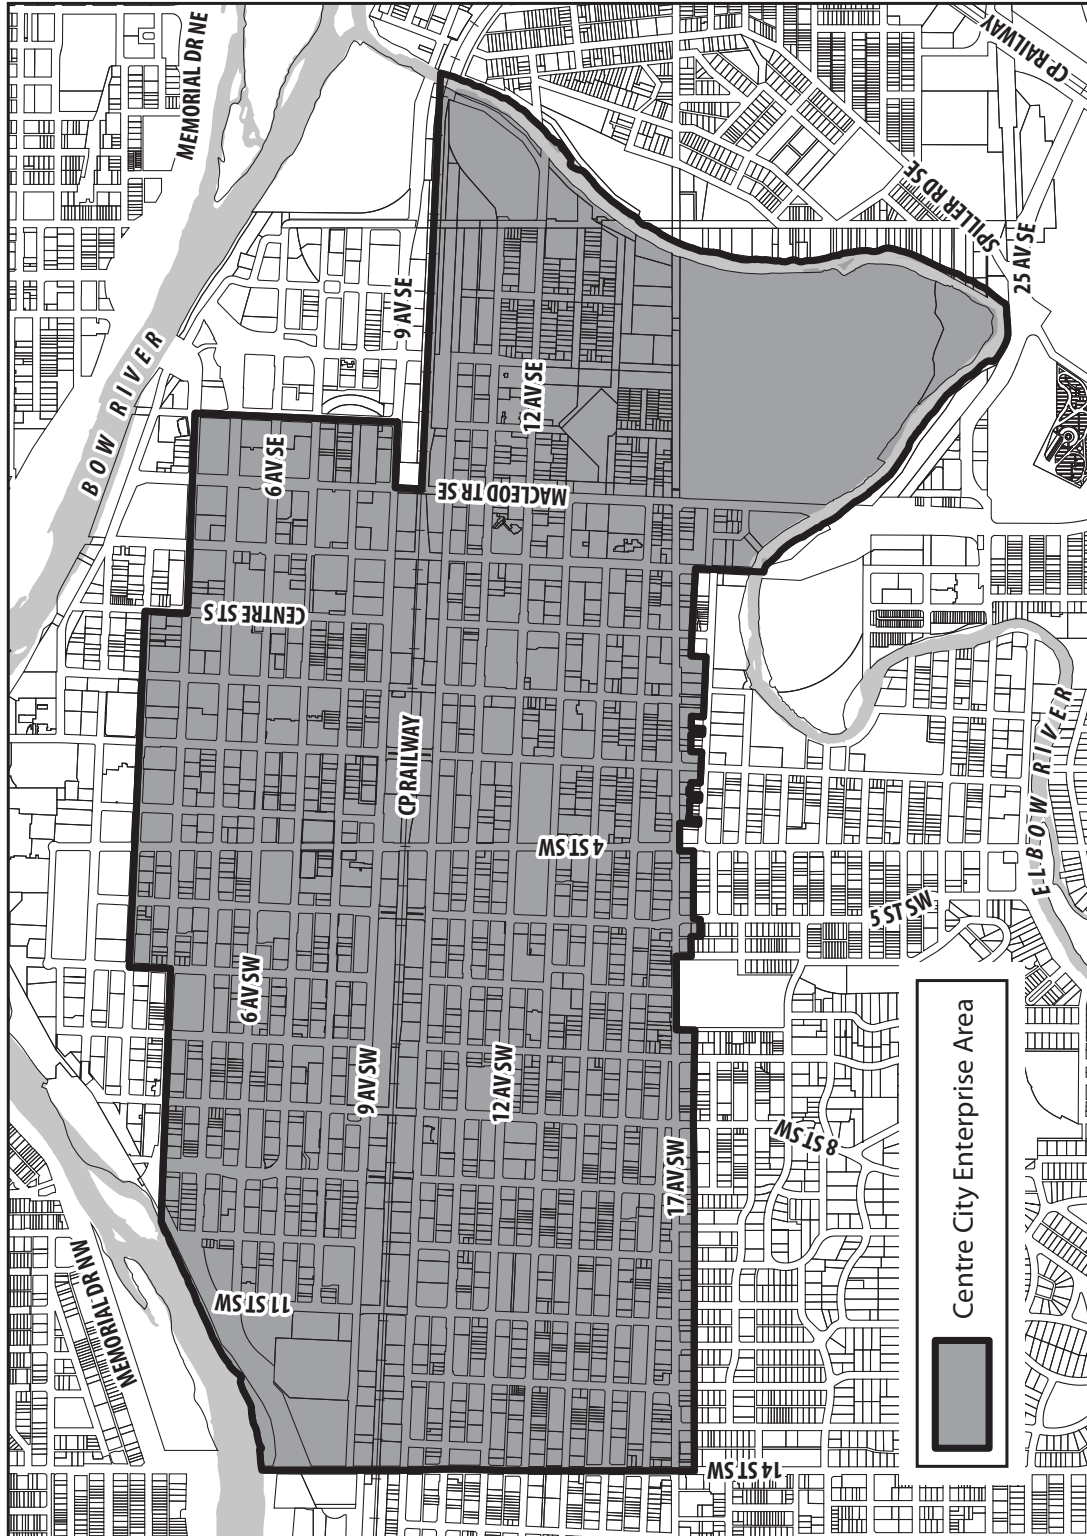 MEMORIAL DR NE
CP RAILWAY
BOW RIVER
SPILLER RD SE
25 AV SE
9 AV SE
12 AV SE
6 AV SE
MACLEOD TR SE
CENTRE ST S
CP RAILWAY
4 ST SW
5 ST SW
ELBOW RIVER
6 AV SW
9 AV SW
12 AV SW
17 AV SW
8 ST SW
11 ST SW
MEMORIAL DR NW
14 ST SW
Centre City Enterprise Area